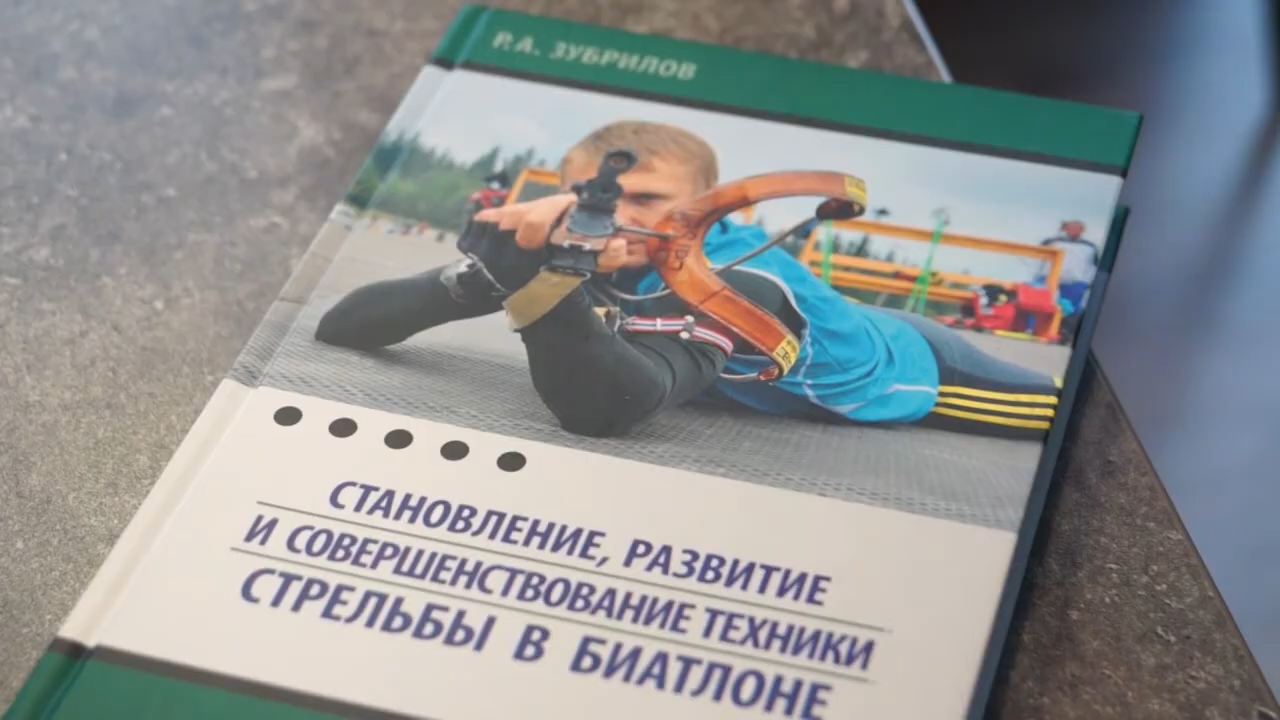 Р.А. ЗУБРИЛОВ
СТАНОВЛЕНИЕ, РАЗВИТИЕ
И СОВЕРШЕНСТВОВАНИЕ ТЕХНИКИ
СТРЕЛЬБЫ В БИАТЛОНЕ